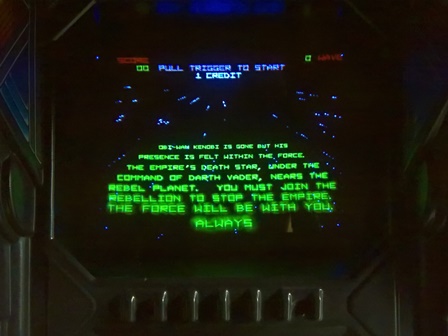 SCORE 0 WAVE
00 PULL TRIGGER TO START
1 CREDIT
OBI-WAN KENOBI IS GONE BUT HIS
PRESENCE IS FELT WITHIN THE FORCE.
THE EMPIRE'S DEATH STAR, UNDER THE
COMMAND OF DARTH VADER, NEARS THE
REBEL PLANET. YOU MUST JOIN THE
REBELLION TO STOP THE EMPIRE.
THE FORCE WILL BE WITH YOU.
ALWAYS